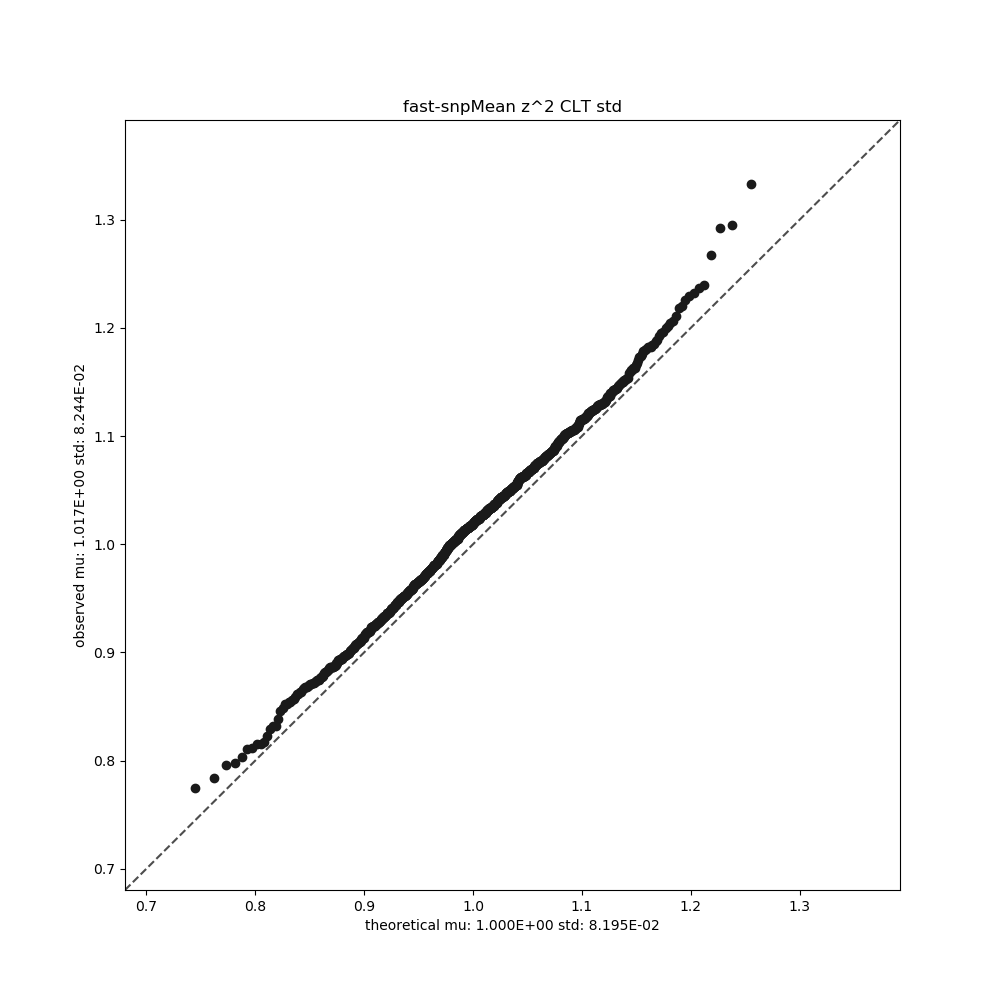 fast-snpMean z^2 CLT std
observed mu: 1.017E+00 std: 8.244E-02
1.3
1.2
1.1
1.0
0.9
0.8
0.7
0.7 0.8 0.9 1.0 1.1 1.2 1.3
theoretical mu: 1.000E+00 std: 8.195E-02